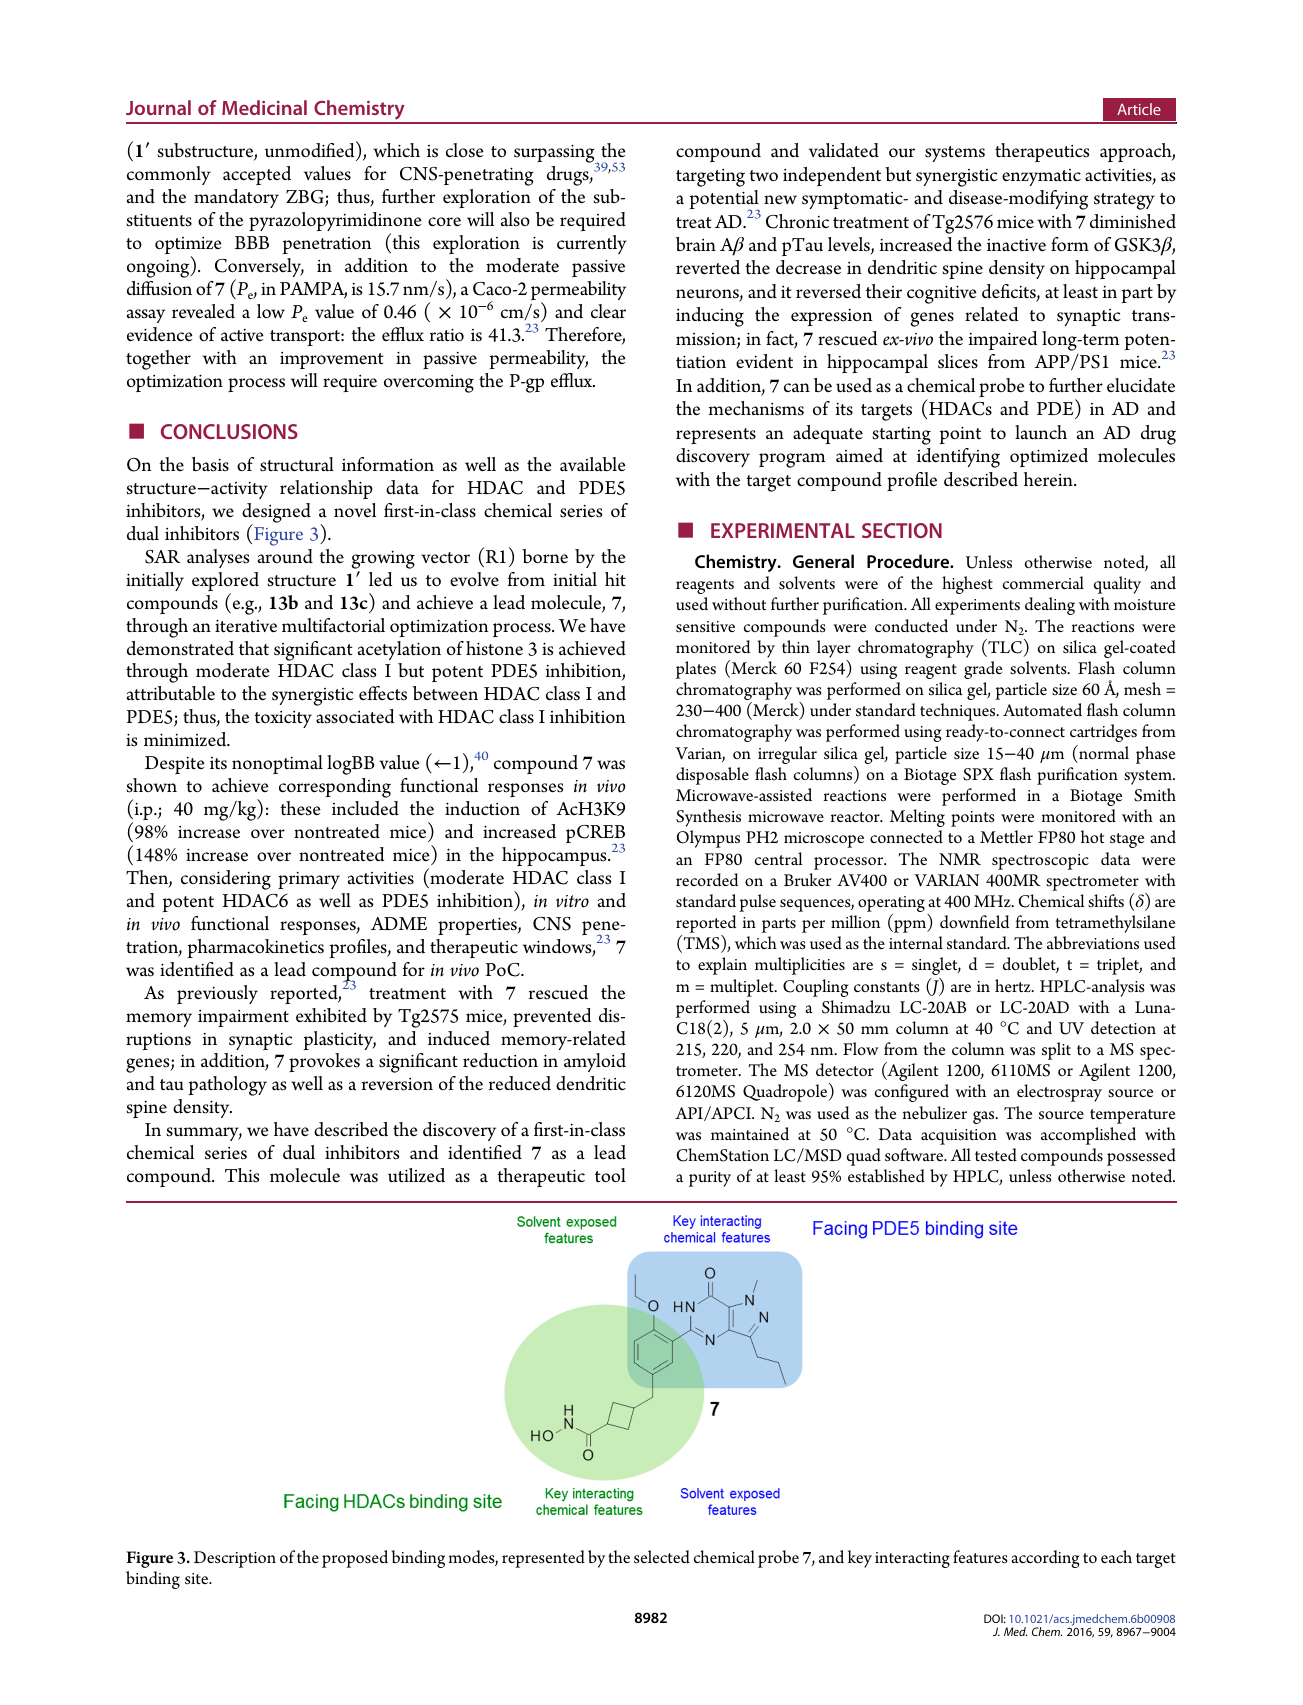 Journal of Medicinal Chemistry
Article
(1′ substructure, unmodified), which is close to surpassing the
commonly accepted values for CNS-penetrating drugs,39,53
and the mandatory ZBG; thus, further exploration of the sub-
stituents of the pyrazolopyrimidinone core will also be required
to optimize BBB penetration (this exploration is currently
ongoing). Conversely, in addition to the moderate passive
diffusion of 7 (Pe, in PAMPA, is 15.7 nm/s), a Caco-2 permeability
assay revealed a low Pe value of 0.46 ( × 10−6 cm/s) and clear
evidence of active transport: the efflux ratio is 41.3.23 Therefore,
together with an improvement in passive permeability, the
optimization process will require overcoming the P-gp efflux.
■ CONCLUSIONS
On the basis of structural information as well as the available
structure−activity relationship data for HDAC and PDE5
inhibitors, we designed a novel first-in-class chemical series of
dual inhibitors (Figure 3).
SAR analyses around the growing vector (R1) borne by the
initially explored structure 1′ led us to evolve from initial hit
compounds (e.g., 13b and 13c) and achieve a lead molecule, 7,
through an iterative multifactorial optimization process. We have
demonstrated that significant acetylation of histone 3 is achieved
through moderate HDAC class I but potent PDE5 inhibition,
attributable to the synergistic effects between HDAC class I and
PDE5; thus, the toxicity associated with HDAC class I inhibition
is minimized.
Despite its nonoptimal logBB value (←1),40 compound 7 was
shown to achieve corresponding functional responses in vivo
(i.p.; 40 mg/kg): these included the induction of AcH3K9
(98% increase over nontreated mice) and increased pCREB
(148% increase over nontreated mice) in the hippocampus.23
Then, considering primary activities (moderate HDAC class I
and potent HDAC6 as well as PDE5 inhibition), in vitro and
in vivo functional responses, ADME properties, CNS pene-
tration, pharmacokinetics profiles, and therapeutic windows,23 7
was identified as a lead compound for in vivo PoC.
As previously reported,23 treatment with 7 rescued the
memory impairment exhibited by Tg2575 mice, prevented dis-
ruptions in synaptic plasticity, and induced memory-related
genes; in addition, 7 provokes a significant reduction in amyloid
and tau pathology as well as a reversion of the reduced dendritic
spine density.
In summary, we have described the discovery of a first-in-class
chemical series of dual inhibitors and identified 7 as a lead
compound. This molecule was utilized as a therapeutic tool
compound and validated our systems therapeutics approach,
targeting two independent but synergistic enzymatic activities, as
a potential new symptomatic- and disease-modifying strategy to
treat AD.23 Chronic treatment of Tg2576 mice with 7 diminished
brain Aβ and pTau levels, increased the inactive form of GSK3β,
reverted the decrease in dendritic spine density on hippocampal
neurons, and it reversed their cognitive deficits, at least in part by
inducing the expression of genes related to synaptic trans-
mission; in fact, 7 rescued ex-vivo the impaired long-term poten-
tiation evident in hippocampal slices from APP/PS1 mice.23
In addition, 7 can be used as a chemical probe to further elucidate
the mechanisms of its targets (HDACs and PDE) in AD and
represents an adequate starting point to launch an AD drug
discovery program aimed at identifying optimized molecules
with the target compound profile described herein.
■ EXPERIMENTAL SECTION
Chemistry. General Procedure. Unless otherwise noted, all
reagents and solvents were of the highest commercial quality and
used without further purification. All experiments dealing with moisture
sensitive compounds were conducted under N2. The reactions were
monitored by thin layer chromatography (TLC) on silica gel-coated
plates (Merck 60 F254) using reagent grade solvents. Flash column
chromatography was performed on silica gel, particle size 60 Å, mesh =
230−400 (Merck) under standard techniques. Automated flash column
chromatography was performed using ready-to-connect cartridges from
Varian, on irregular silica gel, particle size 15−40 μm (normal phase
disposable flash columns) on a Biotage SPX flash purification system.
Microwave-assisted reactions were performed in a Biotage Smith
Synthesis microwave reactor. Melting points were monitored with an
Olympus PH2 microscope connected to a Mettler FP80 hot stage and
an FP80 central processor. The NMR spectroscopic data were
recorded on a Bruker AV400 or VARIAN 400MR spectrometer with
standard pulse sequences, operating at 400 MHz. Chemical shifts (δ) are
reported in parts per million (ppm) downfield from tetramethylsilane
(TMS), which was used as the internal standard. The abbreviations used
to explain multiplicities are s = singlet, d = doublet, t = triplet, and
m = multiplet. Coupling constants (J) are in hertz. HPLC-analysis was
performed using a Shimadzu LC-20AB or LC-20AD with a Luna-
C18(2), 5 μm, 2.0 × 50 mm column at 40 °C and UV detection at
215, 220, and 254 nm. Flow from the column was split to a MS spec-
trometer. The MS detector (Agilent 1200, 6110MS or Agilent 1200,
6120MS Quadropole) was configured with an electrospray source or
API/APCI. N2 was used as the nebulizer gas. The source temperature
was maintained at 50 °C. Data acquisition was accomplished with
ChemStation LC/MSD quad software. All tested compounds possessed
a purity of at least 95% established by HPLC, unless otherwise noted.
Solvent exposed
features
Key interacting
chemical features
Facing PDE5 binding site
O
O
HN
N
N
N
7
H
N
HO
O
Facing HDACs binding site
Key interacting
chemical features
Solvent exposed
features
Figure 3. Description of the proposed binding modes, represented by the selected chemical probe 7, and key interacting features according to each target
binding site.
8982
DOI: 10.1021/acs.jmedchem.6b00908
J. Med. Chem. 2016, 59, 8967−9004